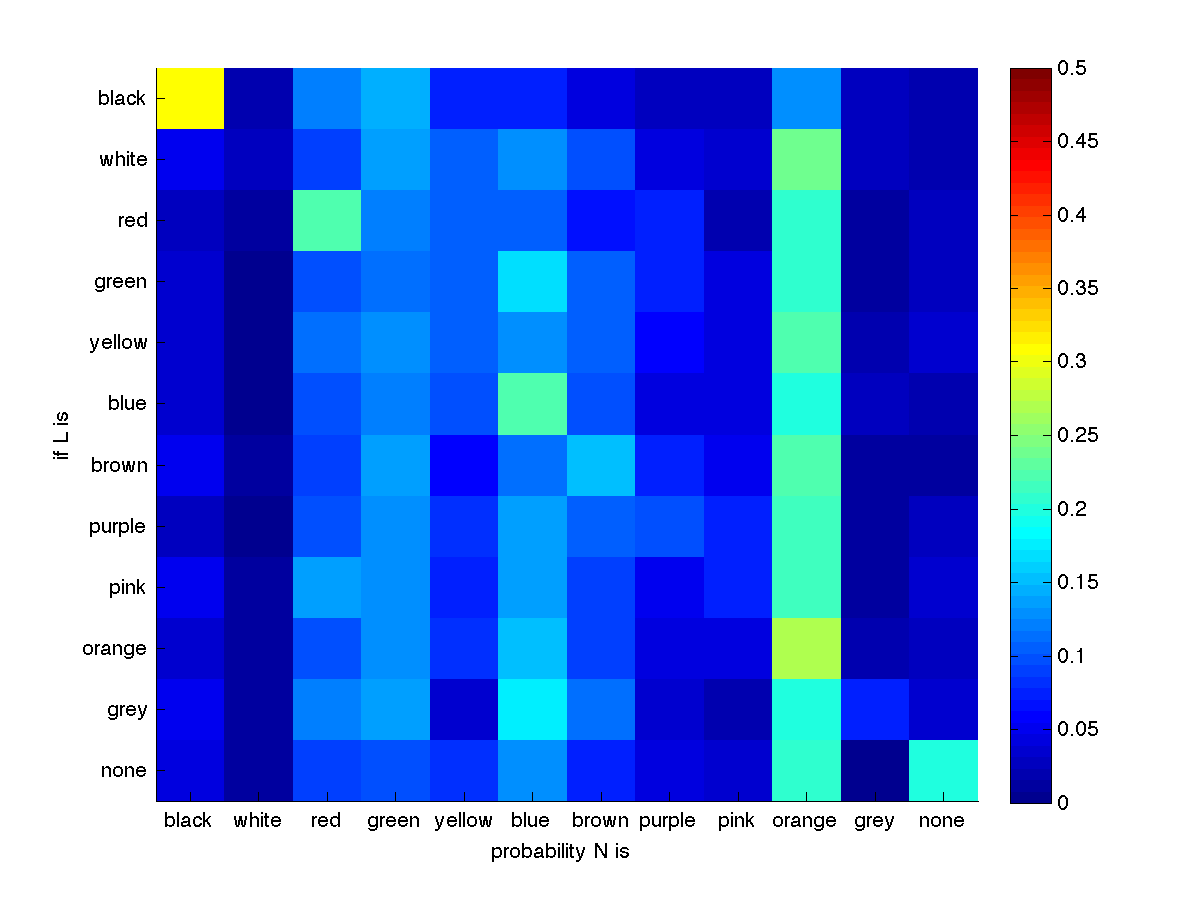 black
white
red
green
yellow
blue
brown
purple
pink
orange
grey
none
if L is
black white red green yellow blue brown purple pink orange grey none
probability N is
0.5
0.45
0.4
0.35
0.3
0.25
0.2
0.15
0.1
0.05
0